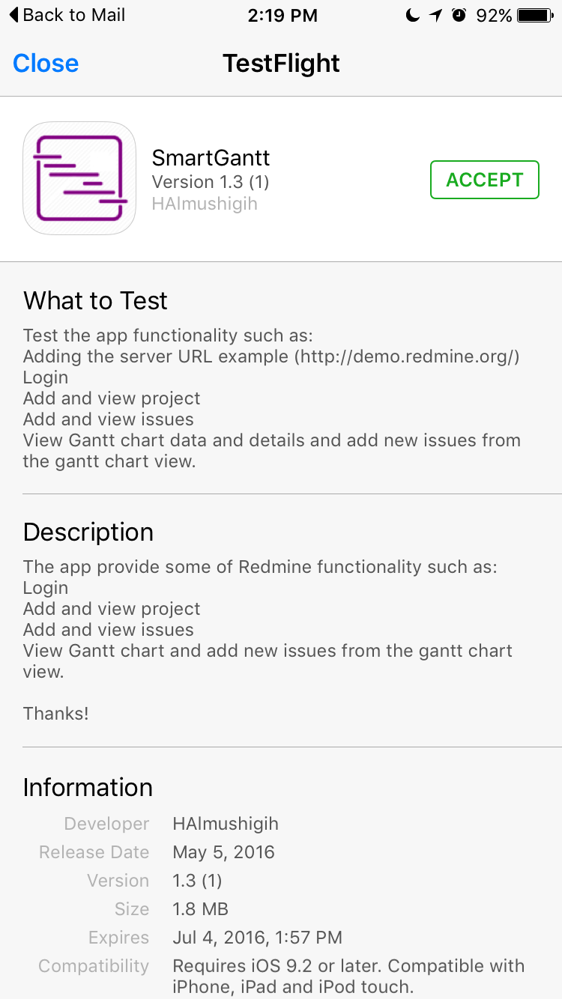 Back to Mail 2:19 PM 92%
Close TestFlight
SmartGantt
Version 1.3 (1)
HAlmushigih
ACCEPT
What to Test
Test the app functionality such as:
Adding the server URL example (http://demo.redmine.org/)
Login
Add and view project
Add and view issues
View Gantt chart data and details and add new issues from
the gantt chart view.
Description
The app provide some of Redmine functionality such as:
Login
Add and view project
Add and view issues
View Gantt chart and add new issues from the gantt chart
view.
Thanks!
Information
Developer HAlmushigih
Release Date May 5, 2016
Version 1.3 (1)
Size 1.8 MB
Expires Jul 4, 2016, 1:57 PM
Compatibility Requires iOS 9.2 or later. Compatible with
iPhone, iPad and iPod touch.